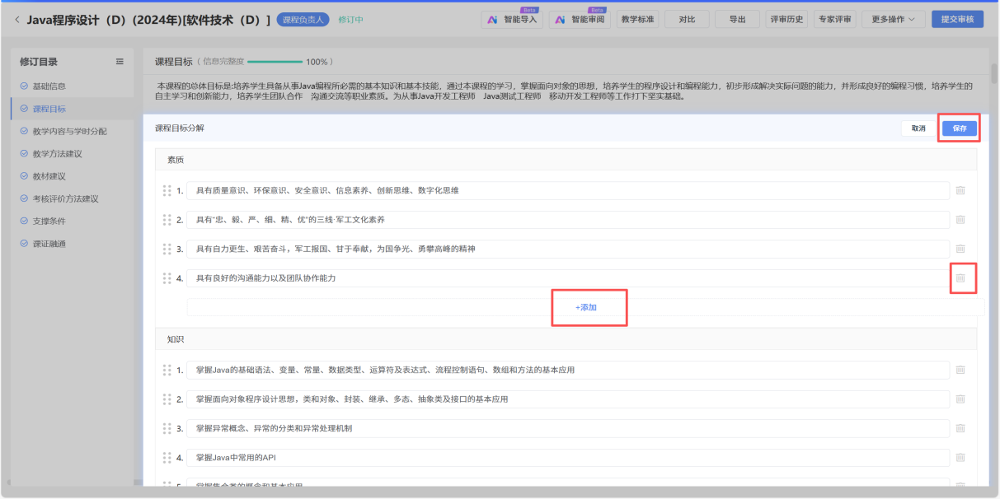 Java程序设计（D）(2024年)[软件技术（D）] 课程负责人 修订中 Ai 智能导入 Beta Ai 智能审阅 Beta 教学标准 对比 导出 评审历史 专家评审 更多操作 提交审核
修订目录
基础信息
课程目标
教学内容与学时分配
教学方法建议
教材建议
考核评价方法建议
支撑条件
课证融通
课程目标（信息完整度 100%）
本课程的总体目标是:培养学生具备从事Java编程所必需的基本知识和基本技能，通过本课程的学习，掌握面向对象的思想，培养学生的程序设计和编程能力，初步形成解决实际问题的能力，并形成良好的编程习惯，培养学生的
自主学习和创新能力，培养学生团队合作 沟通交流等职业素质。为从事Java开发工程师 Java测试工程师 移动开发工程师等工作打下坚实基础。
课程目标分解 取消 保存
素质
1. 具有质量意识、环保意识、安全意识、信息素养、创新思维、数字化思维
2. 具有“忠、毅、严、细、精、优”的三线·军工文化素养
3. 具有自力更生、艰苦奋斗，军工报国、甘于奉献，为国争光、勇攀高峰的精神
4. 具有良好的沟通能力以及团队协作能力
+添加
知识
1. 掌握Java的基础语法、变量、常量、数据类型、运算符及表达式、流程控制语句、数组和方法的基本应用
2. 掌握面向对象程序设计思想，类和对象、封装、继承、多态、抽象类及接口的基本应用
3. 掌握异常概念、异常的分类和异常处理机制
4. 掌握Java中常用的API
5. 掌握集合类的概念和基本应用